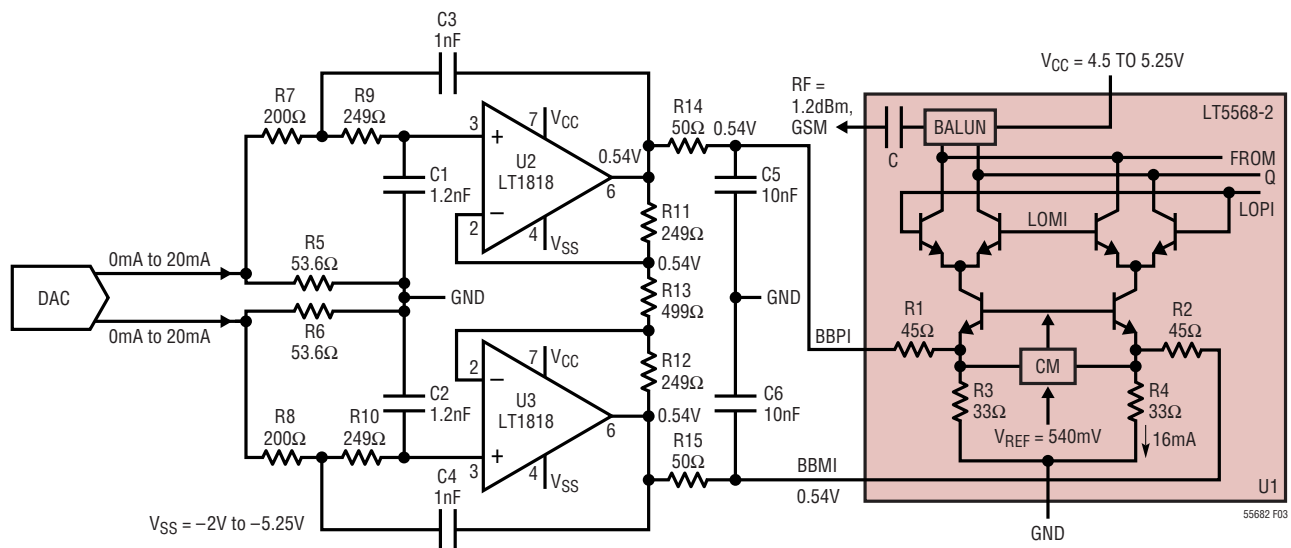 C3
1nF
R7
200Ω
R9
249Ω
3
+
7
VCC
U2
LT1818
0.54V
6
−
2
4
VSS
C1
1.2nF
R14
50Ω
0.54V
C5
10nF
R11
249Ω
0.54V
R13
499Ω
DAC
0mA to 20mA
0mA to 20mA
R5
53.6Ω
R6
53.6Ω
GND
GND
C2
1.2nF
R8
200Ω
R10
249Ω
2
−
7
VCC
U3
LT1818
6
+
3
4
VSS
R12
249Ω
0.54V
R15
50Ω
C6
10nF
C4
1nF
VSS = −2V to −5.25V
BBPI
BBMI
0.54V
VCC = 4.5 TO 5.25V
RF =
1.2dBm,
GSM
C
BALUN
LT5568-2
FROM
Q
LOPI
LOMI
R1
45Ω
R2
45Ω
CM
R3
33Ω
R4
33Ω
VREF = 540mV
16mA
U1
GND
55682 F03